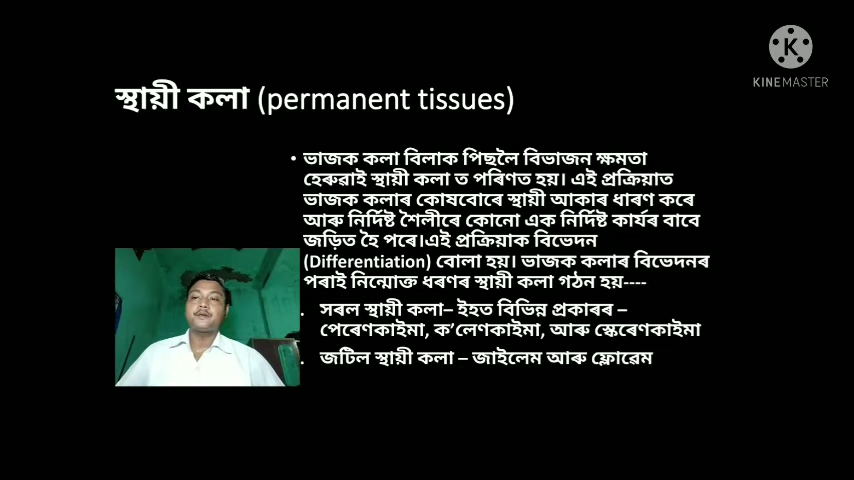 KINEMASTER
স্থায়ী কলা (permanent tissues)
• ভাজক কলা বিলাক পিছলৈ বিভাজন ক্ষমতা
হেৰুৱাই স্থায়ী কলা ত পৰিণত হয়। এই প্ৰক্ৰিয়াত
ভাজক কলাৰ কোষবোৰে স্থায়ী আকাৰ ধাৰণ কৰে
আৰু নিৰ্দিষ্ট শৈলীৰে কোনো এক নিৰ্দিষ্ট কাৰ্যৰ বাবে
জড়িত হৈ পৰে।এই প্ৰক্ৰিয়াক বিভেদন
(Differentiation) বোলা হয়। ভাজক কলাৰ বিভেদনৰ
পৰাই নিন্মোক্ত ধৰণৰ স্থায়ী কলা গঠন হয়----
. সৰল স্থায়ী কলা– ইহত বিভিন্ন প্ৰকাৰৰ –
পেৰেণকাইমা, ক’লেণকাইমা, আৰু স্কেৰেণকাইমা
. জটিল স্থায়ী কলা – জাইলেম আৰু ফ্লোৱেম